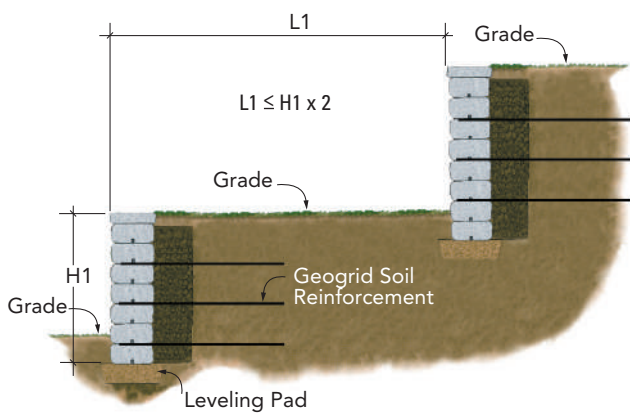 L1
Grade
L1 ≤ H1 x 2
Grade
H1
Geogrid Soil
Reinforcement
Grade
Leveling Pad